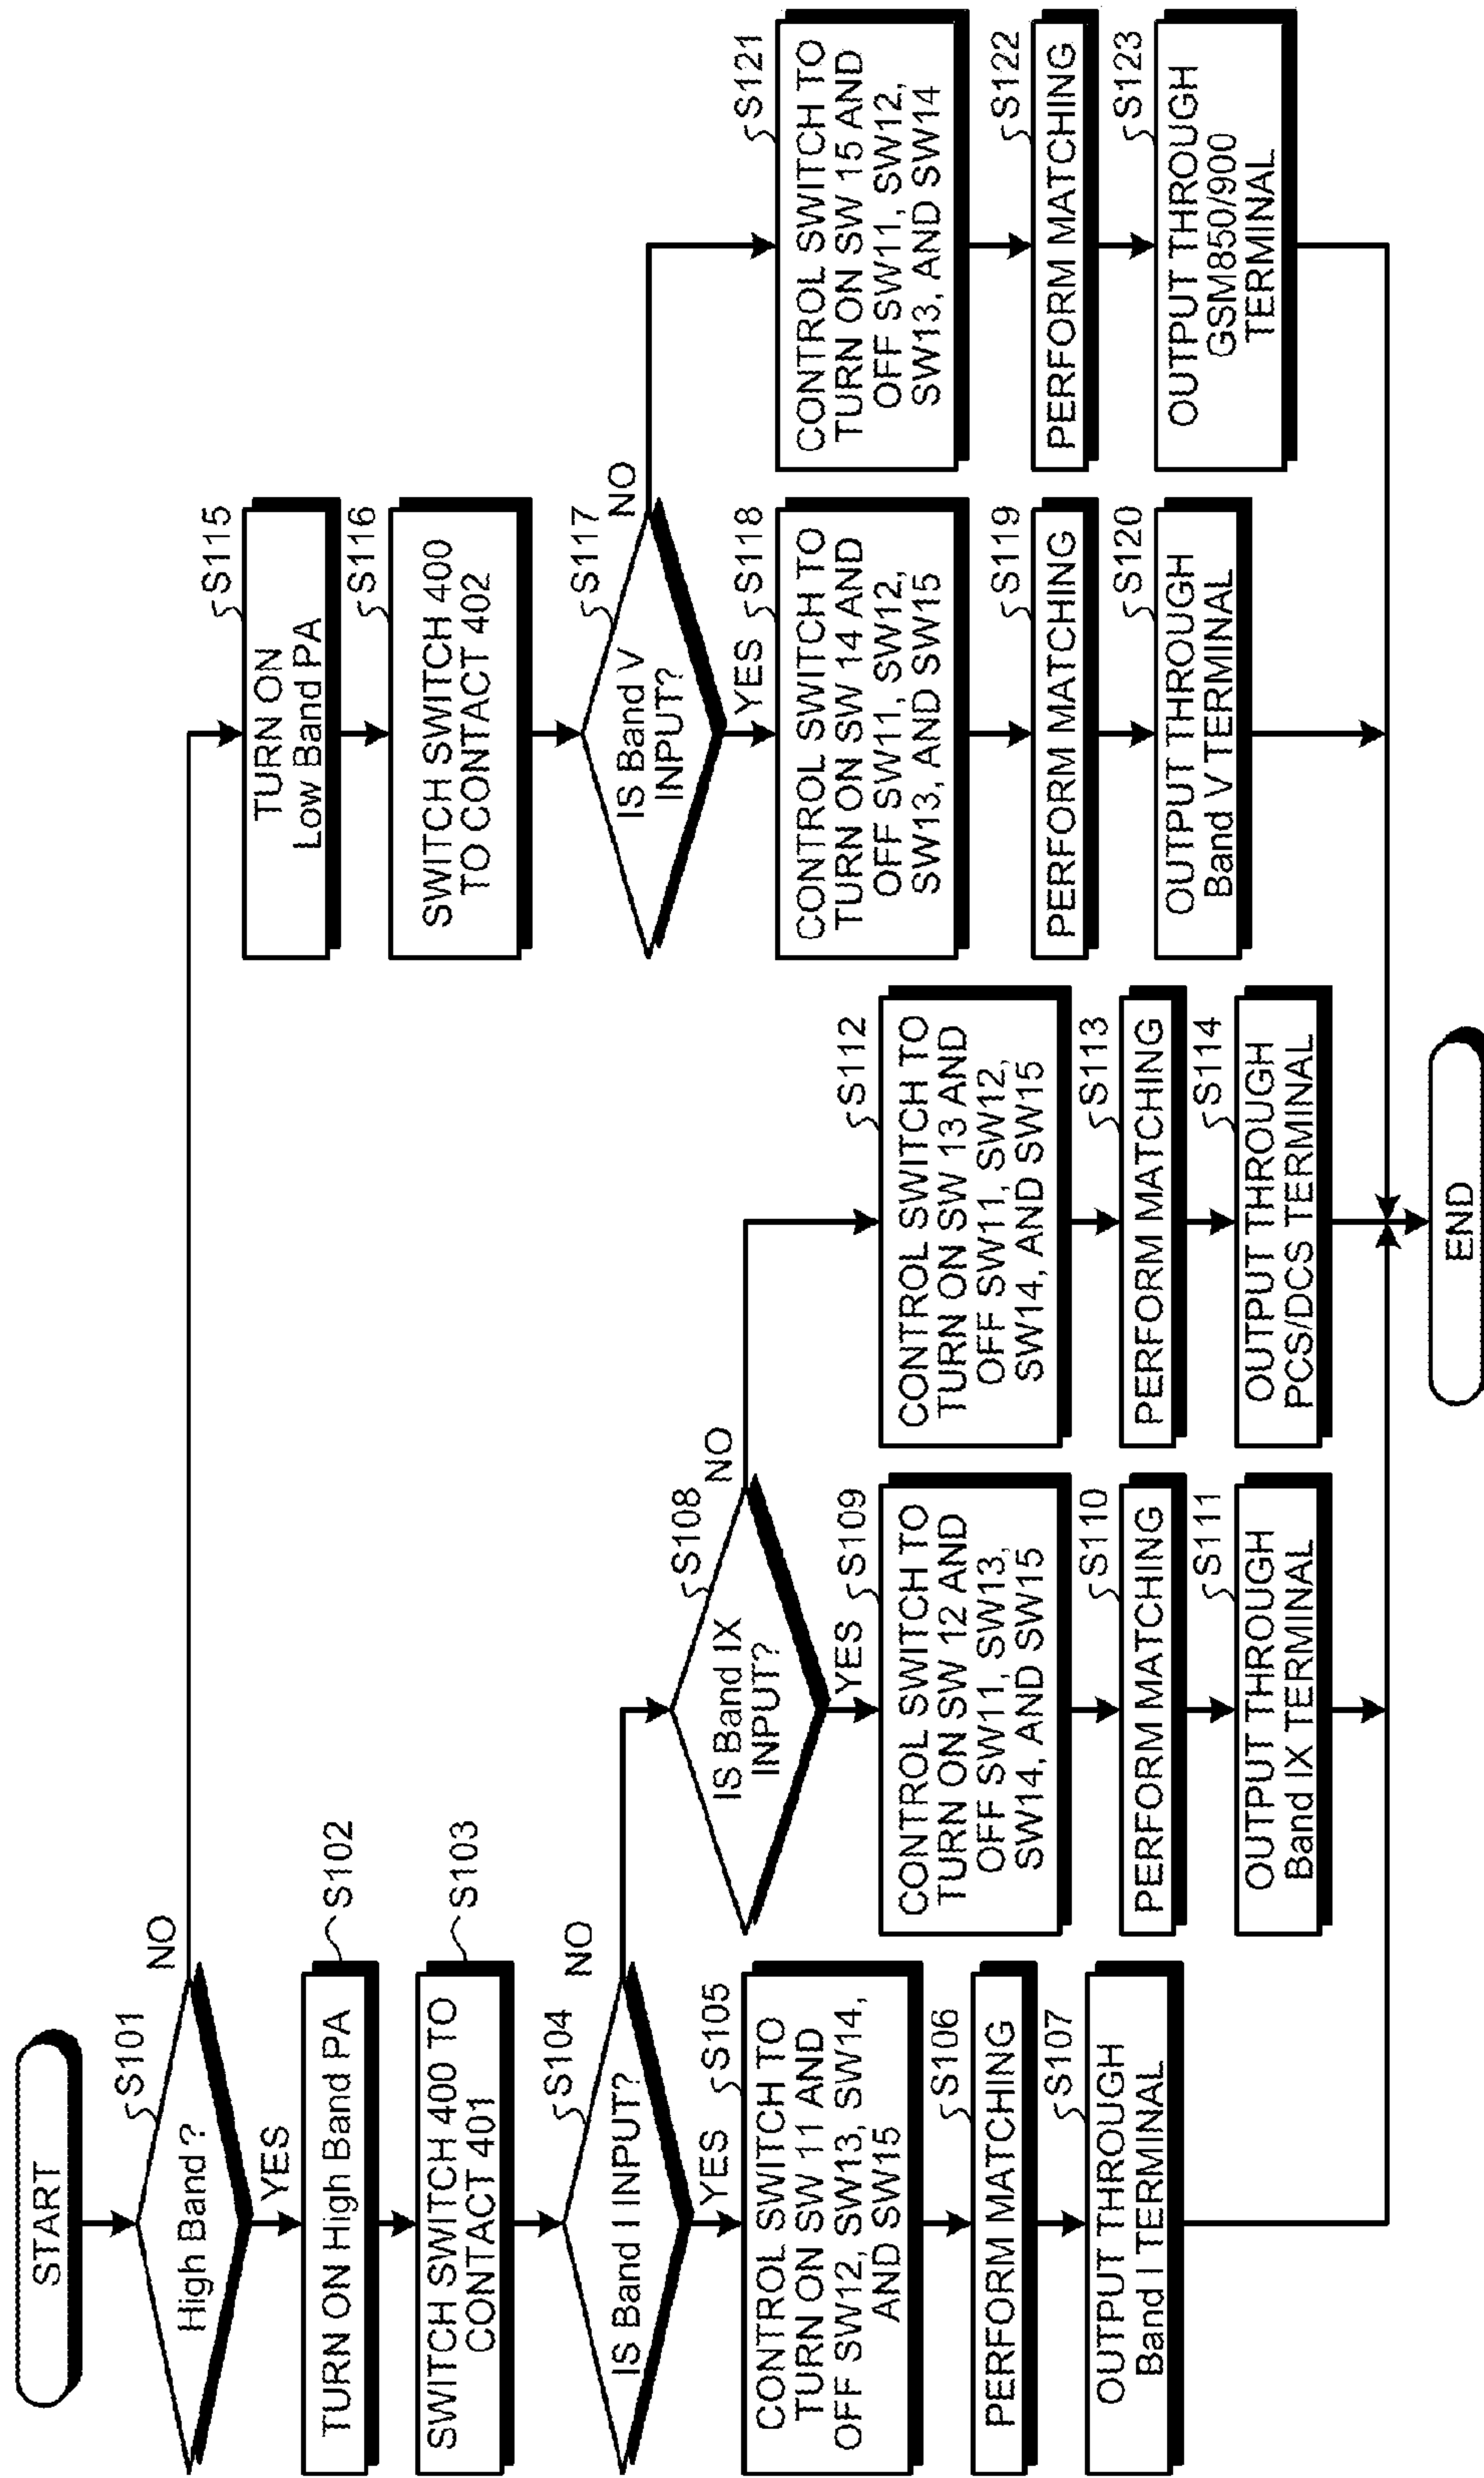 START
S101
High Band ?
NO
YES
S102
TURN ON High Band PA
S103
SWITCH SWITCH 400 TO
CONTACT 401
S104
IS Band I INPUT?
NO
YES
S105
CONTROL SWITCH TO
TURN ON SW 11 AND
OFF SW12, SW13, SW14,
AND SW15
S106
PERFORM MATCHING
S107
OUTPUT THROUGH
Band I TERMINAL
S108
IS Band IX
INPUT?
NO
YES
S109
CONTROL SWITCH TO
TURN ON SW 12 AND
OFF SW11, SW13,
SW14, AND SW15
S110
PERFORM MATCHING
S111
OUTPUT THROUGH
Band IX TERMINAL
S112
CONTROL SWITCH TO
TURN ON SW 13 AND
OFF SW11, SW12,
SW14, AND SW15
S113
PERFORM MATCHING
S114
OUTPUT THROUGH
PCS/DCS TERMINAL
S115
TURN ON
Low Band PA
S116
SWITCH SWITCH 400
TO CONTACT 402
S117
IS Band V
INPUT?
NO
YES
S118
CONTROL SWITCH TO
TURN ON SW 14 AND
OFF SW11, SW12,
SW13, AND SW15
S119
PERFORM MATCHING
S120
OUTPUT THROUGH
Band V TERMINAL
S121
CONTROL SWITCH TO
TURN ON SW 15 AND
OFF SW11, SW12,
SW13, AND SW14
S122
PERFORM MATCHING
S123
OUTPUT THROUGH
GSM850/900
TERMINAL
END